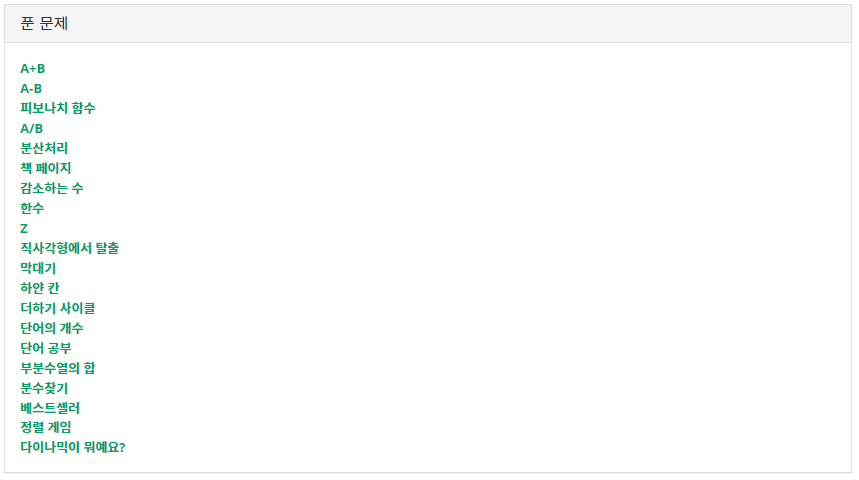 푼 문제
A+B
A-B
피보나치 함수
A/B
분산처리
책 페이지
감소하는 수
한수
Z
직사각형에서 탈출
막대기
하얀 칸
더하기 사이클
단어의 개수
단어 공부
부분수열의 합
분수찾기
베스트셀러
정렬 게임
다이나믹이 뭐예요?